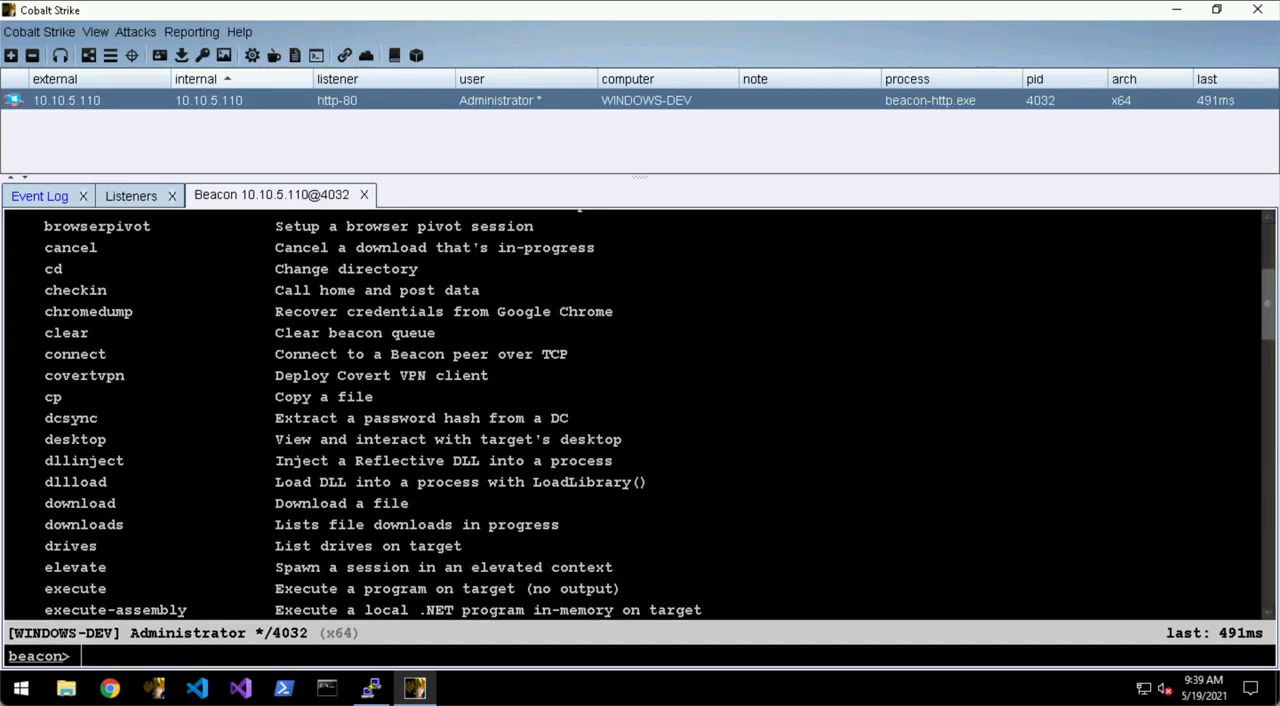 Cobalt Strike
Cobalt Strike View Attacks Reporting Help
external internal listener user computer note process pid arch last
10.10.5.110 10.10.5.110 http-80 Administrator * WINDOWS-DEV beacon-http.exe 4032 x64 491ms
Event Log X Listeners X Beacon 10.10.5.110@4032 X
browserpivot Setup a browser pivot session
cancel Cancel a download that's in-progress
cd Change directory
checkin Call home and post data
chromedump Recover credentials from Google Chrome
clear Clear beacon queue
connect Connect to a Beacon peer over TCP
covertvpn Deploy Covert VPN client
cp Copy a file
dcsync Extract a password hash from a DC
desktop View and interact with target's desktop
dllinject Inject a Reflective DLL into a process
dllload Load DLL into a process with LoadLibrary()
download Download a file
downloads Lists file downloads in progress
drives List drives on target
elevate Spawn a session in an elevated context
execute Execute a program on target (no output)
execute-assembly Execute a local .NET program in-memory on target
[WINDOWS-DEV] Administrator */4032 (x64) last: 491ms
beacon>
9:39 AM
5/19/2021